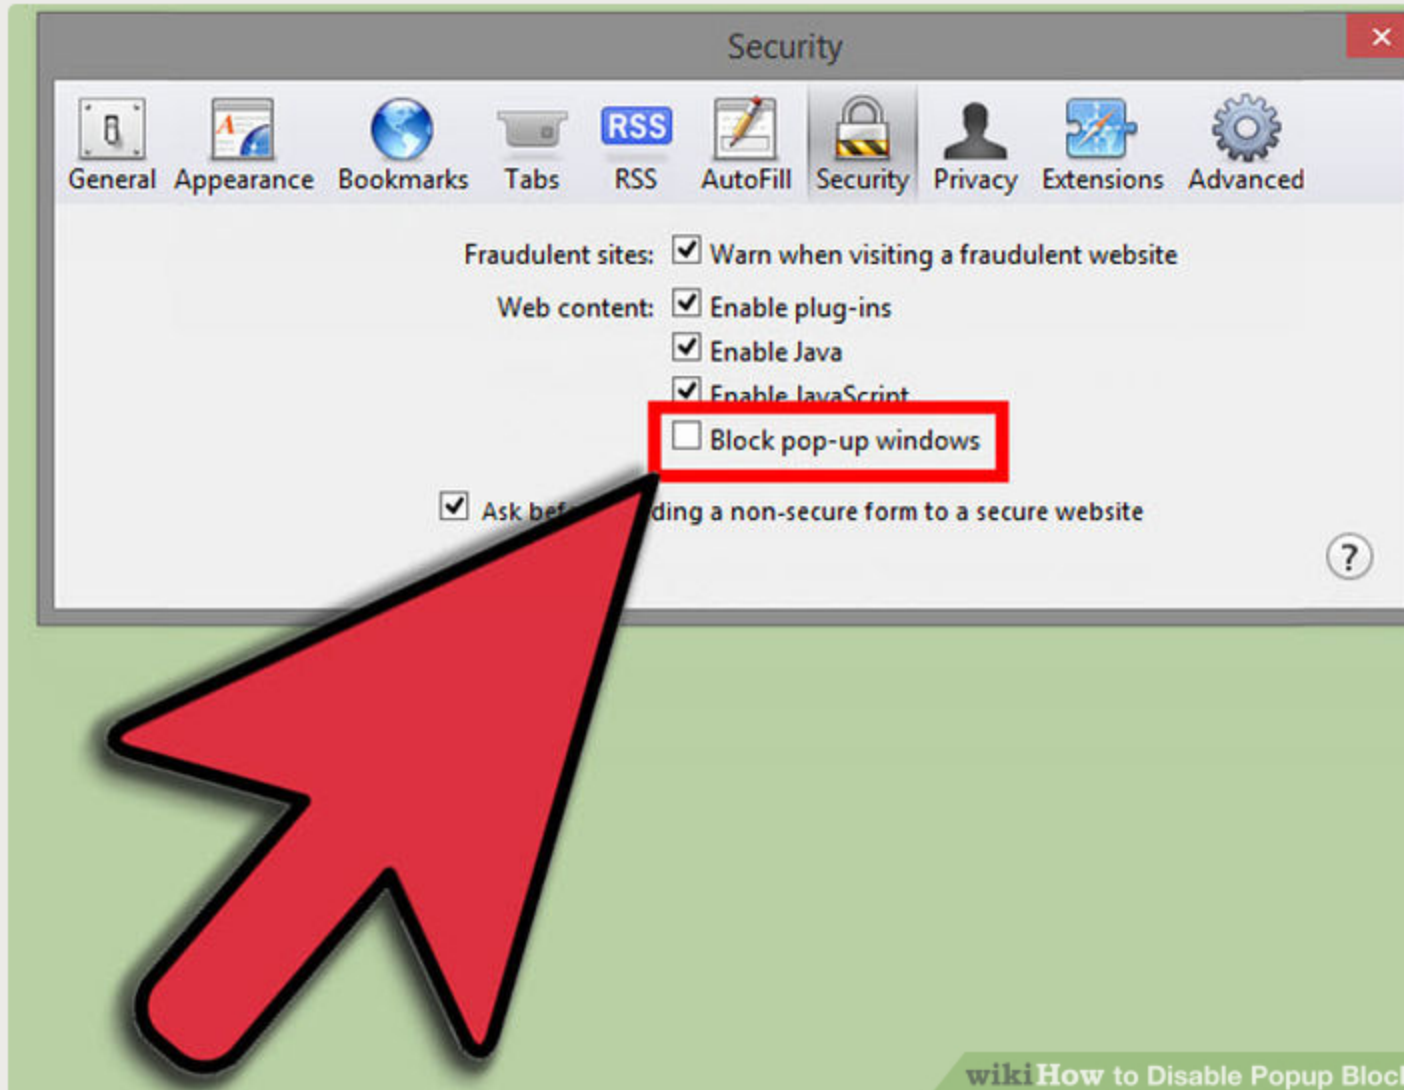 Security
RSS
General Appearance Bookmarks Tabs RSS AutoFill Security Privacy Extensions Advanced
Fraudulent sites: Warn when visiting a fraudulent website
Web content: Enable plug-ins
Enable Java
Enable JavaScript
Block pop-up windows
Ask ding a non-secure form to a secure website
?
wikiHow to Disable Popup Block